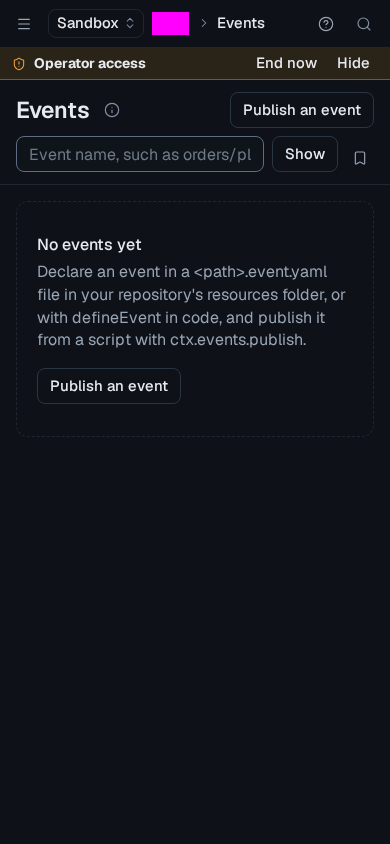 Sandbox
Events
Operator access
End now
Hide
Events
Publish an event
Event name, such as orders/pl
Show
No events yet
Declare an event in a <path>.event.yaml
file in your repository's resources folder, or
with defineEvent in code, and publish it
from a script with ctx.events.publish.
Publish an event